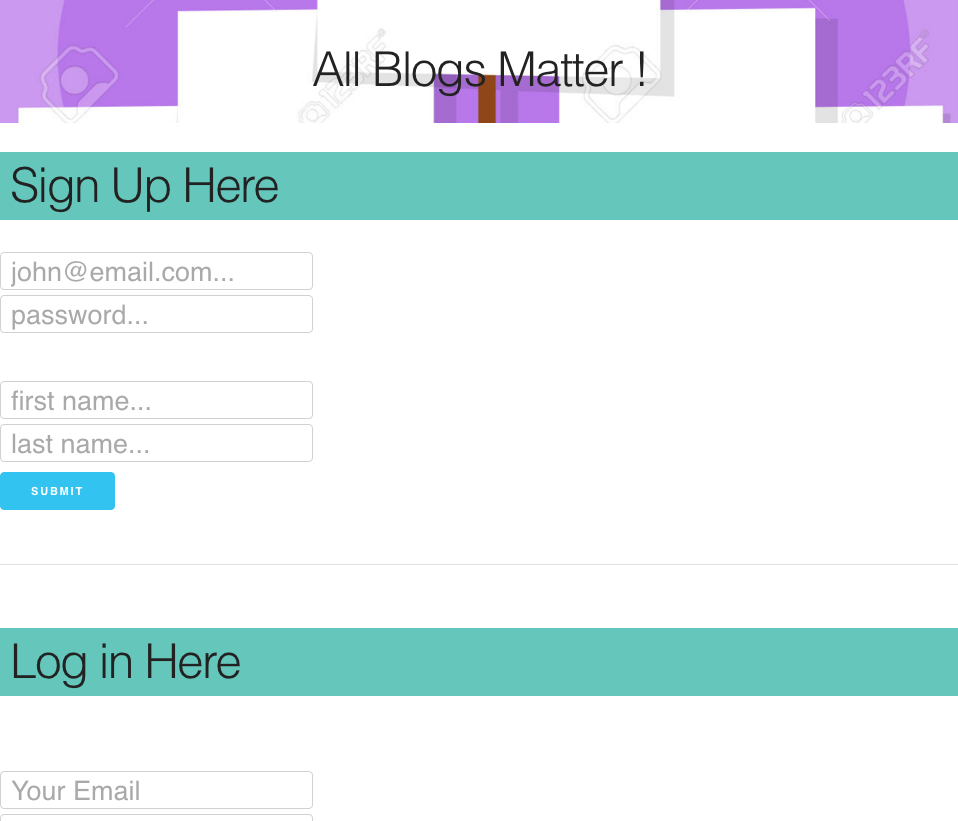 All Blogs Matter !
123RF
123RF
Sign Up Here
john@email.com...
password...
first name...
last name...
SUBMIT
Log in Here
Your Email